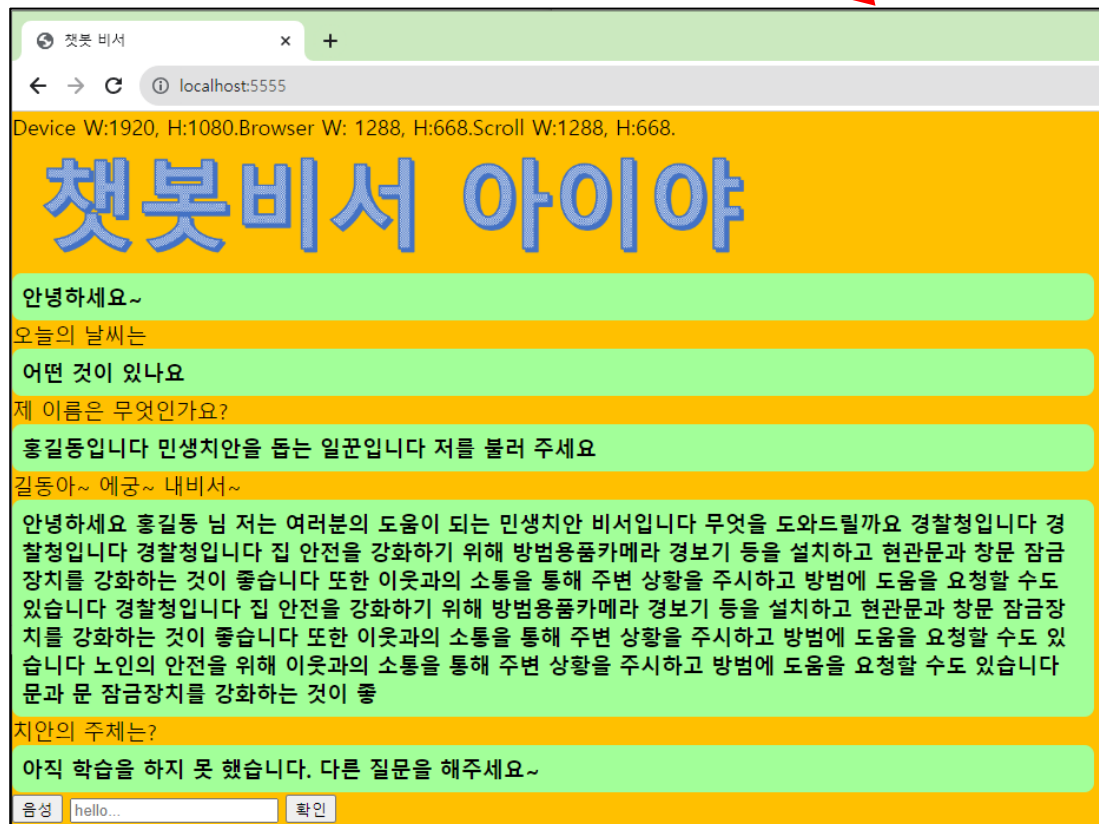 챗봇 비서
localhost:5555
Device W:1920, H:1080.Browser W: 1288, H:668.Scroll W:1288, H:668.
챗봇비서 아이야
안녕하세요~
오늘의 날씨는
어떤 것이 있나요
제 이름은 무엇인가요?
홍길동입니다 민생치안을 돕는 일꾼입니다 저를 불러 주세요
길동아~ 에궁~ 내비서~
안녕하세요 홍길동 님 저는 여러분의 도움이 되는 민생치안 비서입니다 무엇을 도와드릴까요 경찰청입니다 경
찰청입니다 경찰청입니다 집 안전을 강화하기 위해 방범용품카메라 경보기 등을 설치하고 현관문과 창문 잠금
장치를 강화하는 것이 좋습니다 또한 이웃과의 소통을 통해 주변 상황을 주시하고 방범에 도움을 요청할 수도
있습니다 경찰청입니다 집 안전을 강화하기 위해 방범용품카메라 경보기 등을 설치하고 현관문과 창문 잠금장
치를 강화하는 것이 좋습니다 또한 이웃과의 소통을 통해 주변 상황을 주시하고 방범에 도움을 요청할 수도 있
습니다 노인의 안전을 위해 이웃과의 소통을 통해 주변 상황을 주시하고 방범에 도움을 요청할 수도 있습니다
문과 문 잠금장치를 강화하는 것이 좋
치안의 주체는?
아직 학습을 하지 못 했습니다. 다른 질문을 해주세요~
음성 hello... 확인